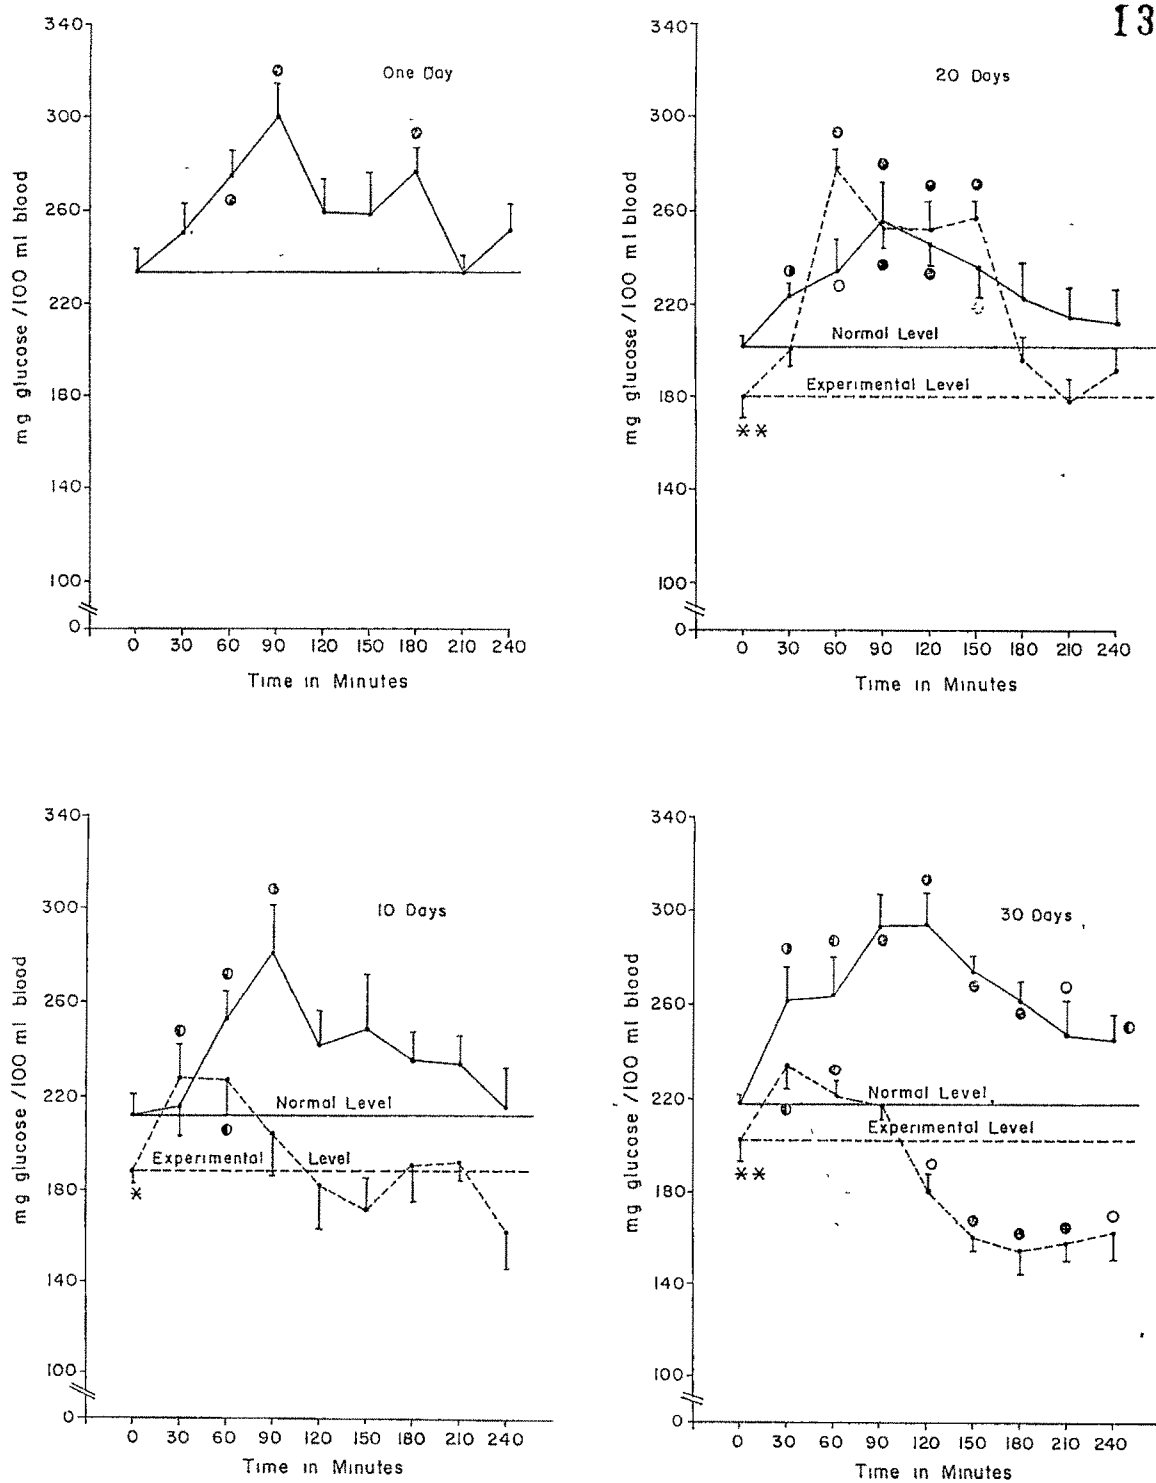 13
340
300
260
220
180
140
100
0
mg glucose /100 ml blood
One Day
0 30 60 90 120 150 180 210 240
Time in Minutes
340
300
260
220
180
140
100
0
mg glucose /100 ml blood
20 Days
Normal Level
Experimental Level
**
0 30 60 90 120 150 180 210 240
Time in Minutes
340
300
260
220
180
140
100
0
mg glucose /100 ml blood
10 Days
Normal Level
Experimental Level
*
0 30 60 90 120 150 180 210 240
Time in Minutes
340
300
260
220
180
140
100
0
mg glucose /100 ml blood
30 Days
Normal Level
Experimental Level
**
0 30 60 90 120 150 180 210 240
Time in Minutes